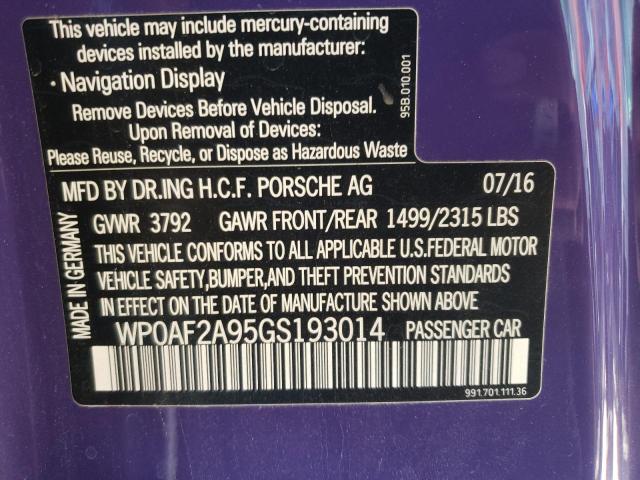 This vehicle may include mercury-containing
devices installed by the manufacturer:
· Navigation Display
Remove Devices Before Vehicle Disposal.
Upon Removal of Devices:
Please Reuse, Recycle, or Dispose as Hazardous Waste
95B.010.001
MADE IN GERMANY
MFD BY DR.ING H.C.F. PORSCHE AG 07/16
GVWR 3792 GAWR FRONT/REAR 1499/2315 LBS
THIS VEHICLE CONFORMS TO ALL APPLICABLE U.S.FEDERAL MOTOR
VEHICLE SAFETY,BUMPER,AND THEFT PREVENTION STANDARDS
IN EFFECT ON THE DATE OF MANUFACTURE SHOWN ABOVE
WP0AF2A95GS193014 PASSENGER CAR
991.701.111.36